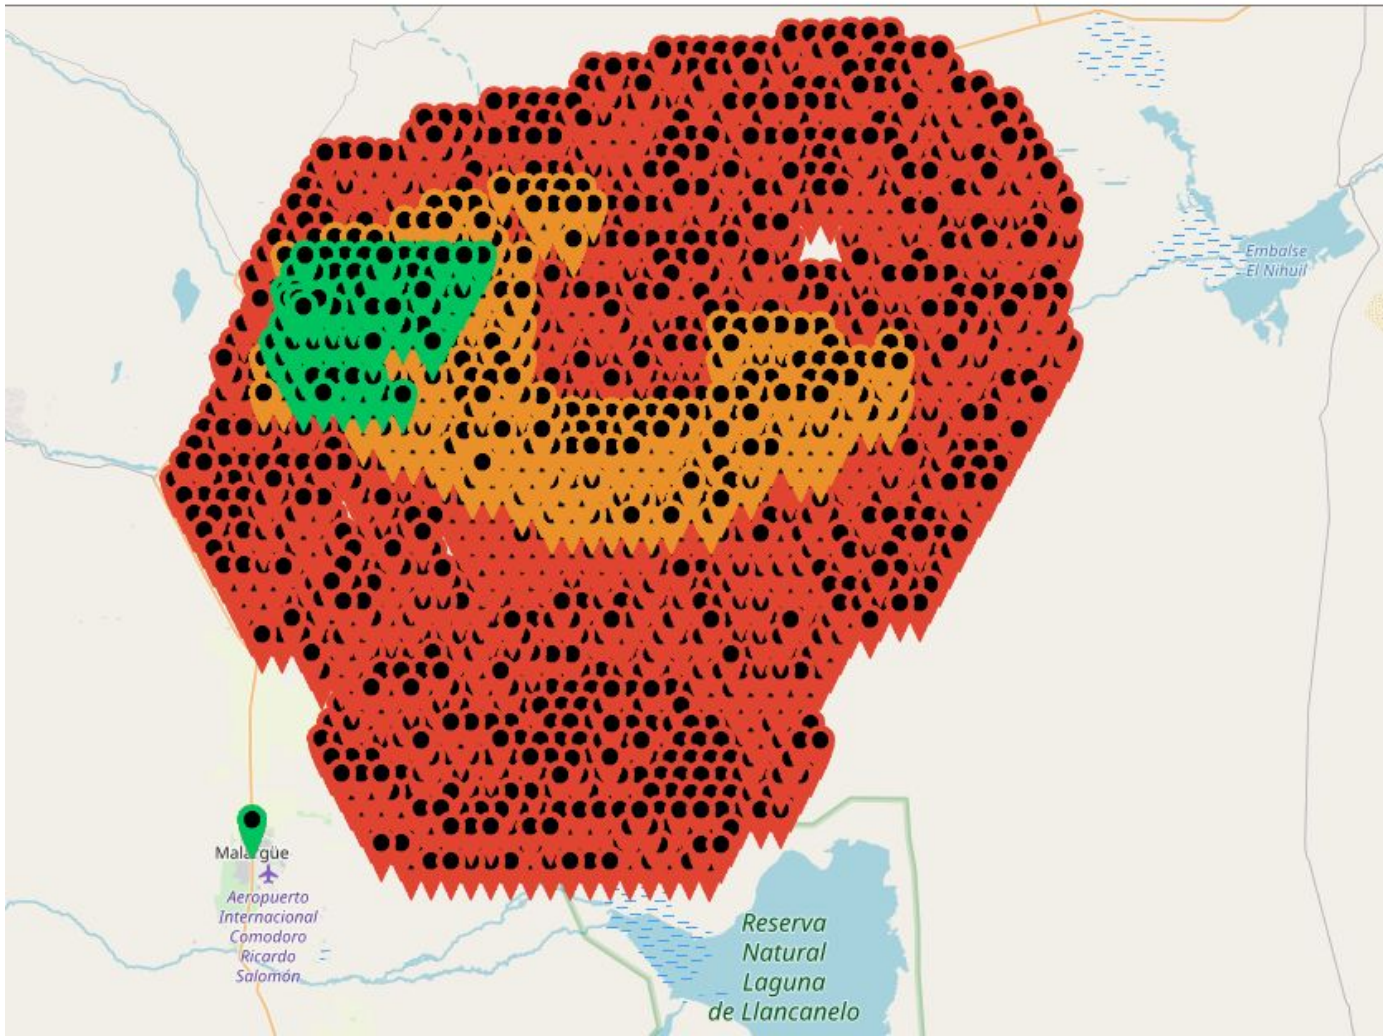 Embalse
El Nihuil
Malargüe
Aeropuerto
Internacional
Comodoro
Ricardo
Salomón
Reserva
Natural
Laguna
de Llancanelo